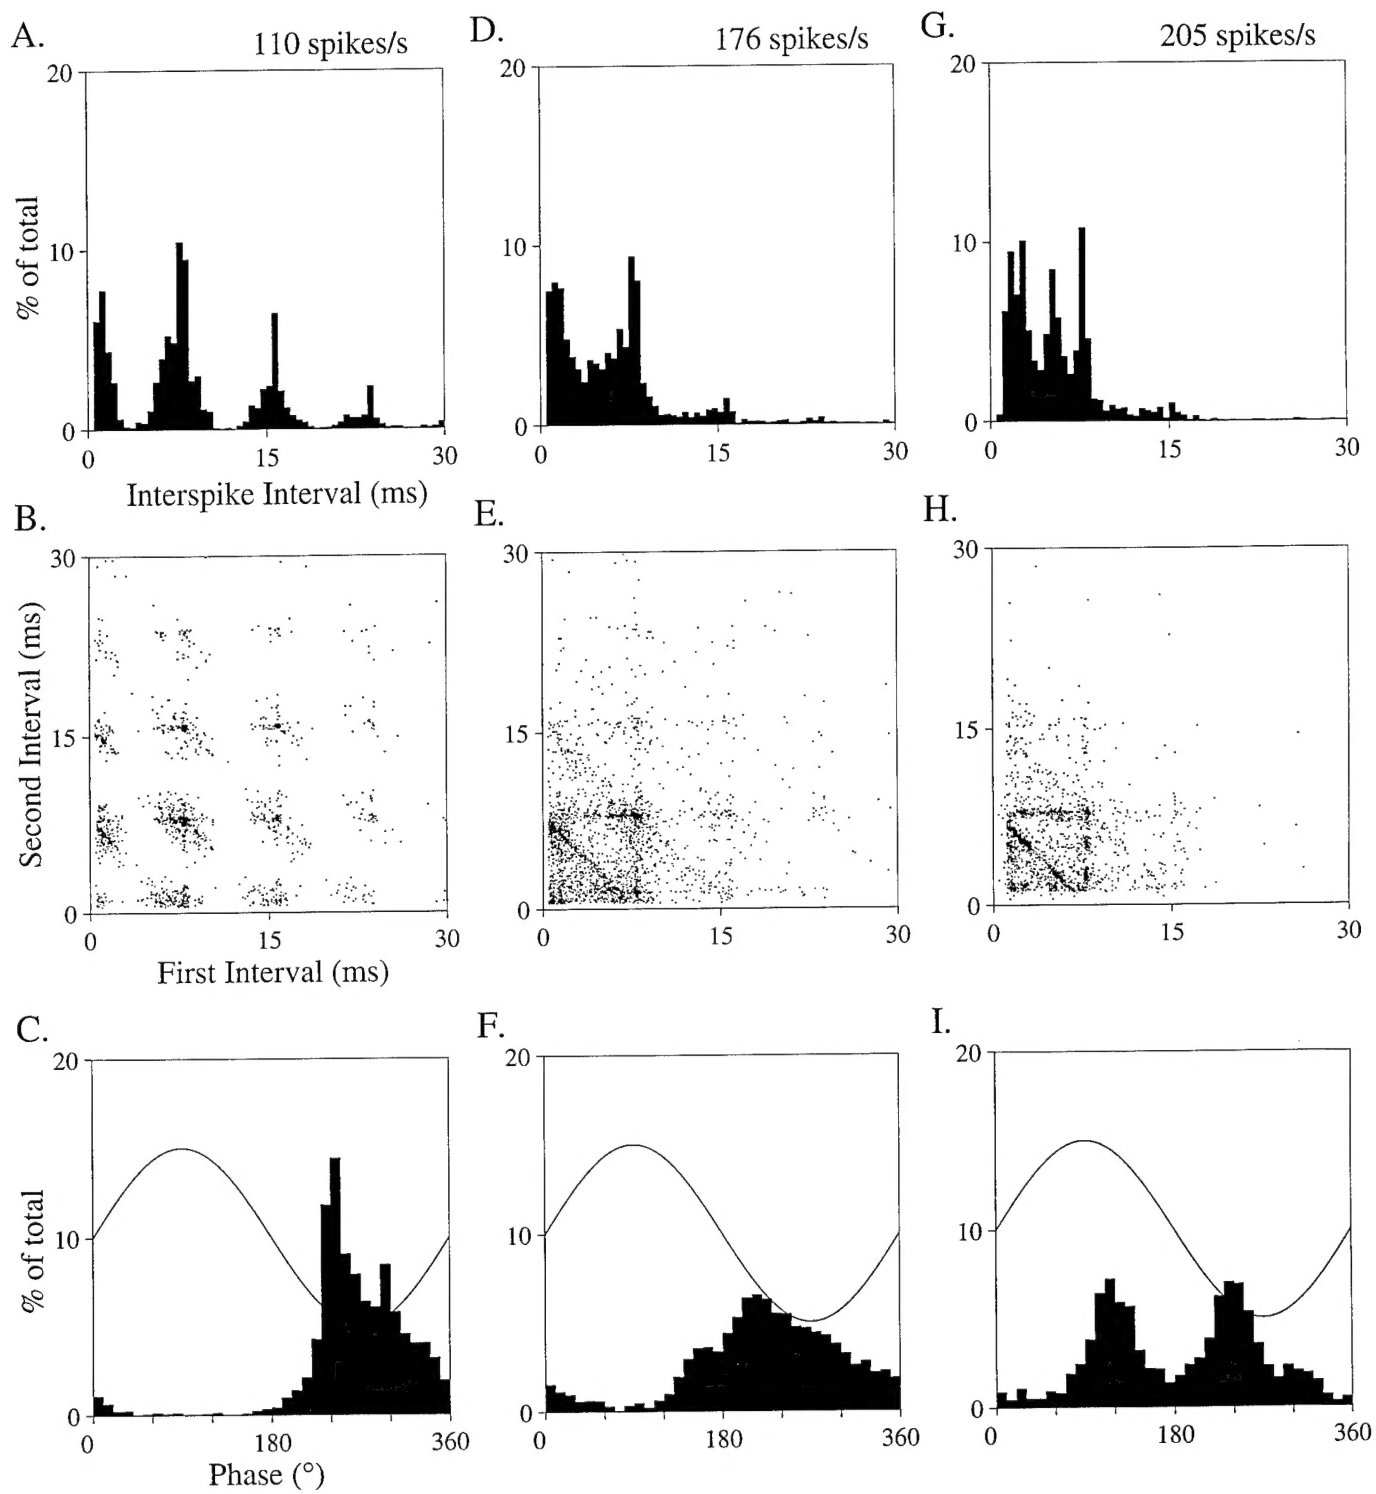 A.
110 spikes/s
D.
176 spikes/s
G.
205 spikes/s
20
10
0
% of total
0 15 30
Interspike Interval (ms)
20
10
0
0 15 30
20
10
0
0 15 30
B.
E.
H.
30
15
0
Second Interval (ms)
0 15 30
First Interval (ms)
30
15
0
0 15 30
30
15
0
0 15 30
C.
F.
I.
20
10
0
% of total
0 180 360
Phase (°)
20
10
0
0 180 360
20
10
0
0 180 360